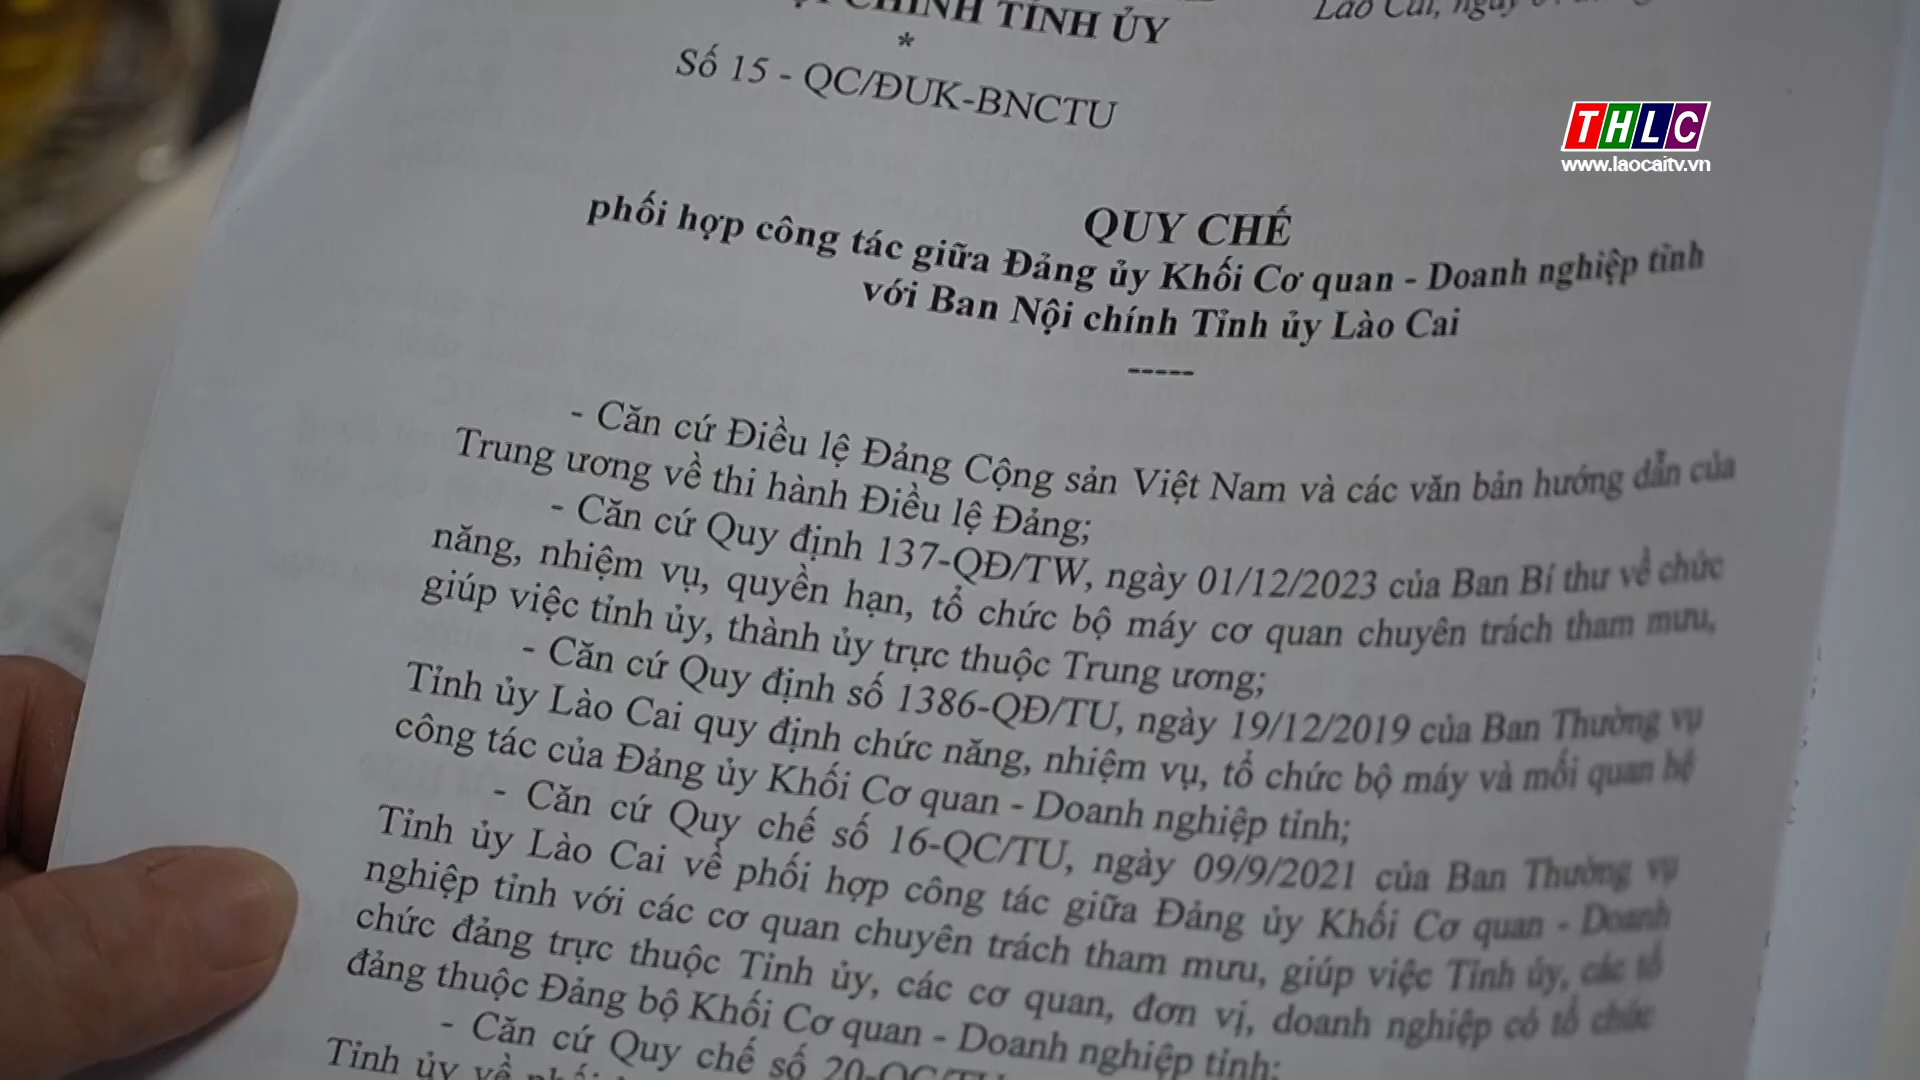 CHÍNH TỈNH ỦY
Lào Cai, ngày
*
Số 15 - QC/ĐUK-BNCTU
THLC
www.laocaitv.vn
QUY CHẾ
phối hợp công tác giữa Đảng ủy Khối Cơ quan - Doanh nghiệp tỉnh
với Ban Nội chính Tỉnh ủy Lào Cai
-----
- Căn cứ Điều lệ Đảng Cộng sản Việt Nam và các văn bản hướng dẫn của
Trung ương về thi hành Điều lệ Đảng;
- Căn cứ Quy định 137-QĐ/TW, ngày 01/12/2023 của Ban Bí thư về chức
năng, nhiệm vụ, quyền hạn, tổ chức bộ máy cơ quan chuyên trách tham mưu,
giúp việc tỉnh ủy, thành ủy trực thuộc Trung ương;
- Căn cứ Quy định số 1386-QĐ/TU, ngày 19/12/2019 của Ban Thường vụ
Tỉnh ủy Lào Cai quy định chức năng, nhiệm vụ, tổ chức bộ máy và mối quan hệ
công tác của Đảng ủy Khối Cơ quan - Doanh nghiệp tỉnh;
- Căn cứ Quy chế số 16-QC/TU, ngày 09/9/2021 của Ban Thường vụ
Tỉnh ủy Lào Cai về phối hợp công tác giữa Đảng ủy Khối Cơ quan - Doanh
nghiệp tỉnh với các cơ quan chuyên trách tham mưu, giúp việc Tỉnh ủy, các tổ
chức đảng trực thuộc Tỉnh ủy, các cơ quan, đơn vị, doanh nghiệp có tổ chức
đảng thuộc Đảng bộ Khối Cơ quan - Doanh nghiệp tỉnh;
- Căn cứ Quy chế số 20-QC/TU,
Tỉnh ủy về phối